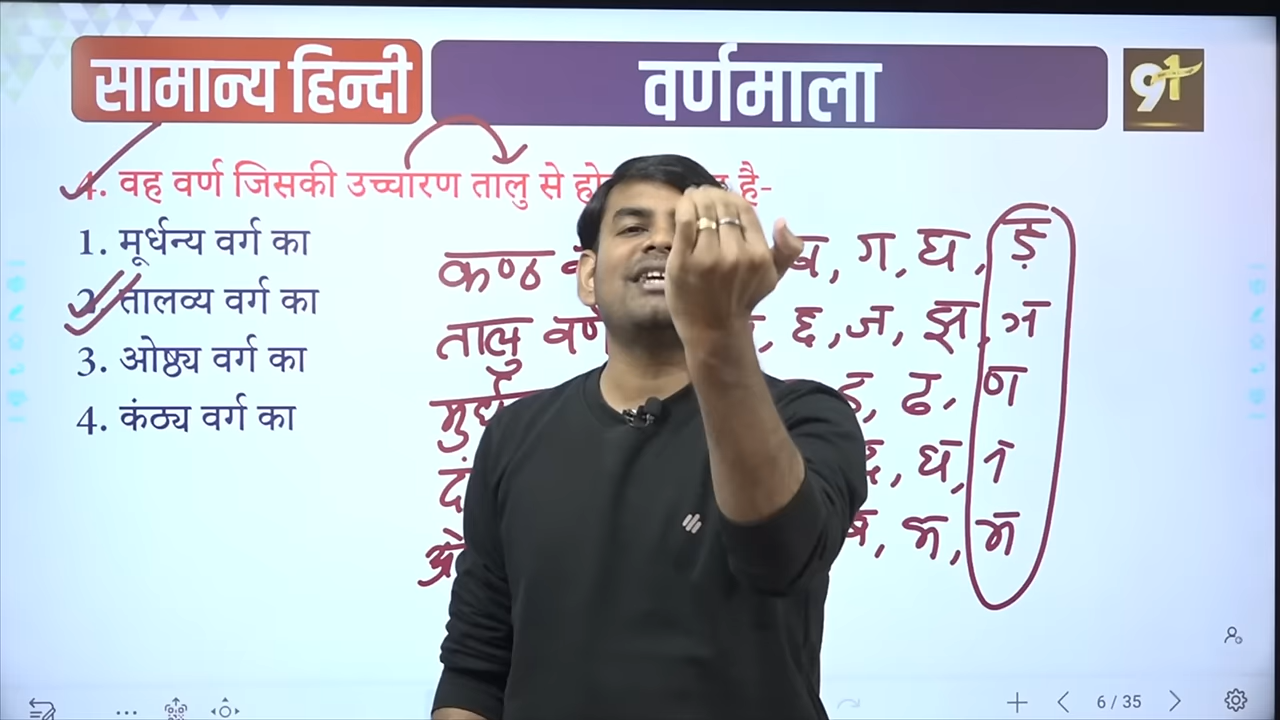 सामान्य हिन्दी
वर्णमाला
91
4. वह वर्ण जिसकी उच्चारण तालु से है-
1. मूर्धन्य वर्ग का
2. तालव्य वर्ग का
3. ओष्ठ्य वर्ग का
4. कंठ्य वर्ग का
कण्ठ ग, घ, ङ
तालु छ, ज, झ, ञ
ढ, ण
ध, न
भ, म
6 / 35